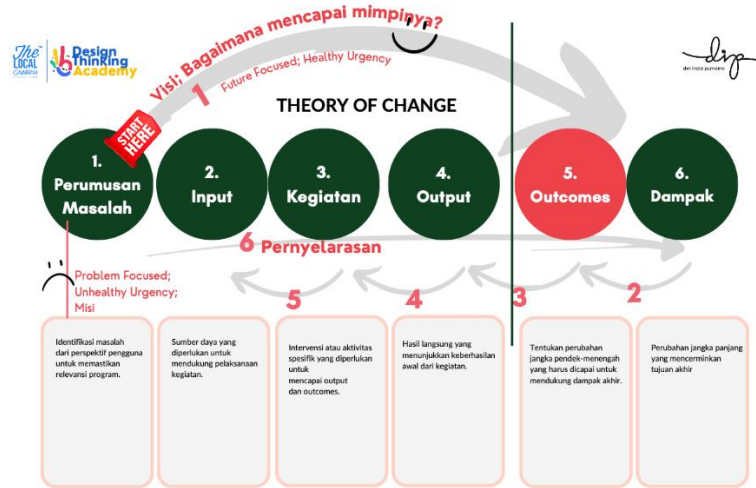 The
LOCAL
Design
Thinking
Academy
Visi; Bagaimana mencapai mimpinya?
1
Future Focused; Healthy Urgency
THEORY OF CHANGE
START
HERE
1.
Perumusan
Masalah
2.
Input
3.
Kegiatan
4.
Output
5.
Outcomes
6.
Dampak
6 Pernyelarasan
Problem Focused;
Unhealthy Urgency;
Misi
5
4
3
2
Identifikasi masalah
dari perspektif pengguna
untuk memastikan
relevansi program.
Sumber daya yang
diperlukan untuk
mendukung pelaksanaan
kegiatan.
Intervensi atau aktivitas
spesifik yang diperlukan
untuk
mencapai output
dan outcomes.
Hasil langsung yang
menunjukkan keberhasilan
awal dari kegiatan.
Tentukan perubahan
jangka pendek-menengah
yang harus dicapai untuk
mendukung dampak akhir.
Perubahan jangka panjang
yang mencerminkan
tujuan akhir